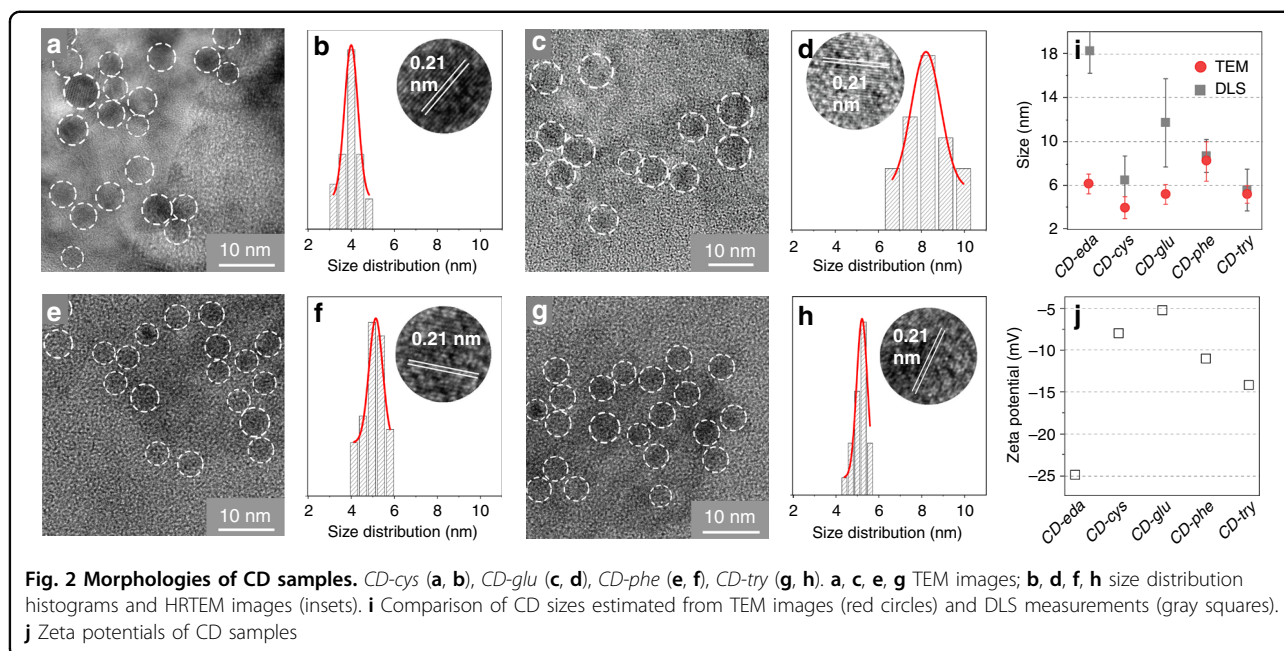 a
10 nm
b
0.21
nm
2 4 6 8 10
Size distribution (nm)
c
10 nm
d
0.21
nm
2 4 6 8 10
Size distribution (nm)
i
TEM
DLS
18
14
10
6
2
Size (nm)
CD-eda
CD-cys
CD-glu
CD-phe
CD-try
e
10 nm
f
0.21 nm
2 4 6 8 10
Size distribution (nm)
g
10 nm
h
0.21
nm
2 4 6 8 10
Size distribution (nm)
j
−5
−10
−15
−20
−25
Zeta potential (mV)
CD-eda
CD-cys
CD-glu
CD-phe
CD-try
Fig. 2 Morphologies of CD samples. CD-cys (a, b), CD-glu (c, d), CD-phe (e, f), CD-try (g, h). a, c, e, g TEM images; b, d, f, h size distribution
histograms and HRTEM images (insets). i Comparison of CD sizes estimated from TEM images (red circles) and DLS measurements (gray squares).
j Zeta potentials of CD samples